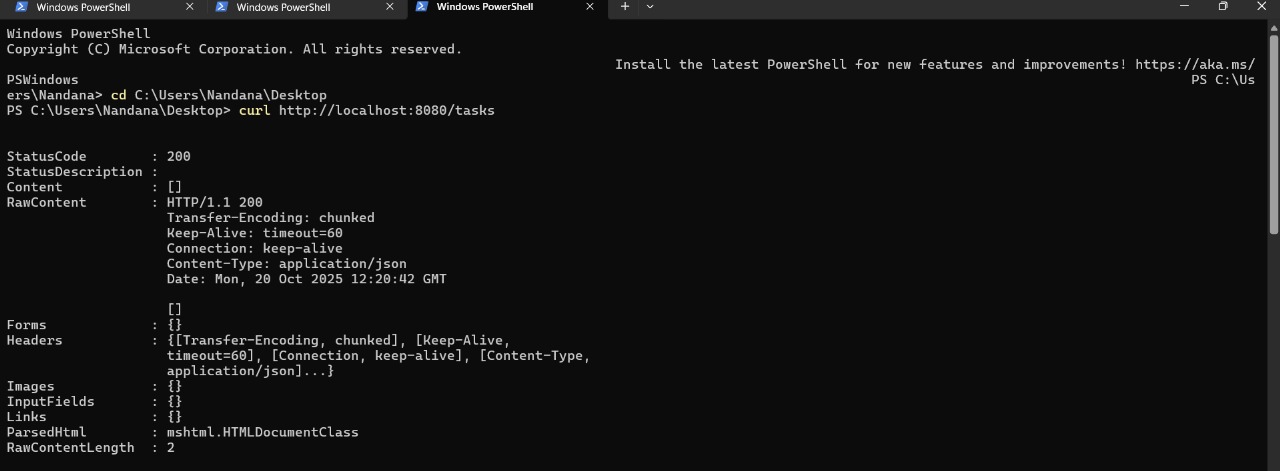 Windows PowerShell
Windows PowerShell
Windows PowerShell
Windows PowerShell
Copyright (C) Microsoft Corporation. All rights reserved.
Install the latest PowerShell for new features and improvements! https://aka.ms/
PSWindows
PS C:\Us
ers\Nandana> cd C:\Users\Nandana\Desktop
PS C:\Users\Nandana\Desktop> curl http://localhost:8080/tasks
StatusCode : 200
StatusDescription :
Content : []
RawContent : HTTP/1.1 200
Transfer-Encoding: chunked
Keep-Alive: timeout=60
Connection: keep-alive
Content-Type: application/json
Date: Mon, 20 Oct 2025 12:20:42 GMT
[]
Forms : {}
Headers : {[Transfer-Encoding, chunked], [Keep-Alive,
timeout=60], [Connection, keep-alive], [Content-Type,
application/json]...}
Images : {}
InputFields : {}
Links : {}
ParsedHtml : mshtml.HTMLDocumentClass
RawContentLength : 2